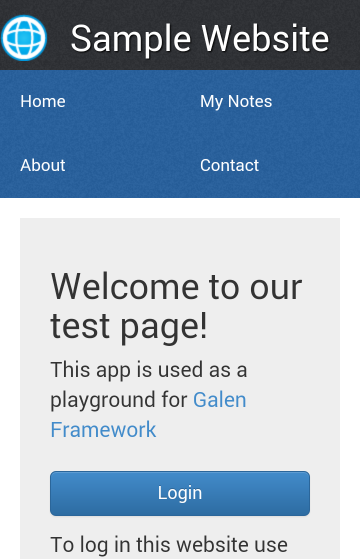 Sample Website
Home
My Notes
About
Contact
Welcome to our
test page!
This app is used as a
playground for Galen
Framework
Login
To log in this website use